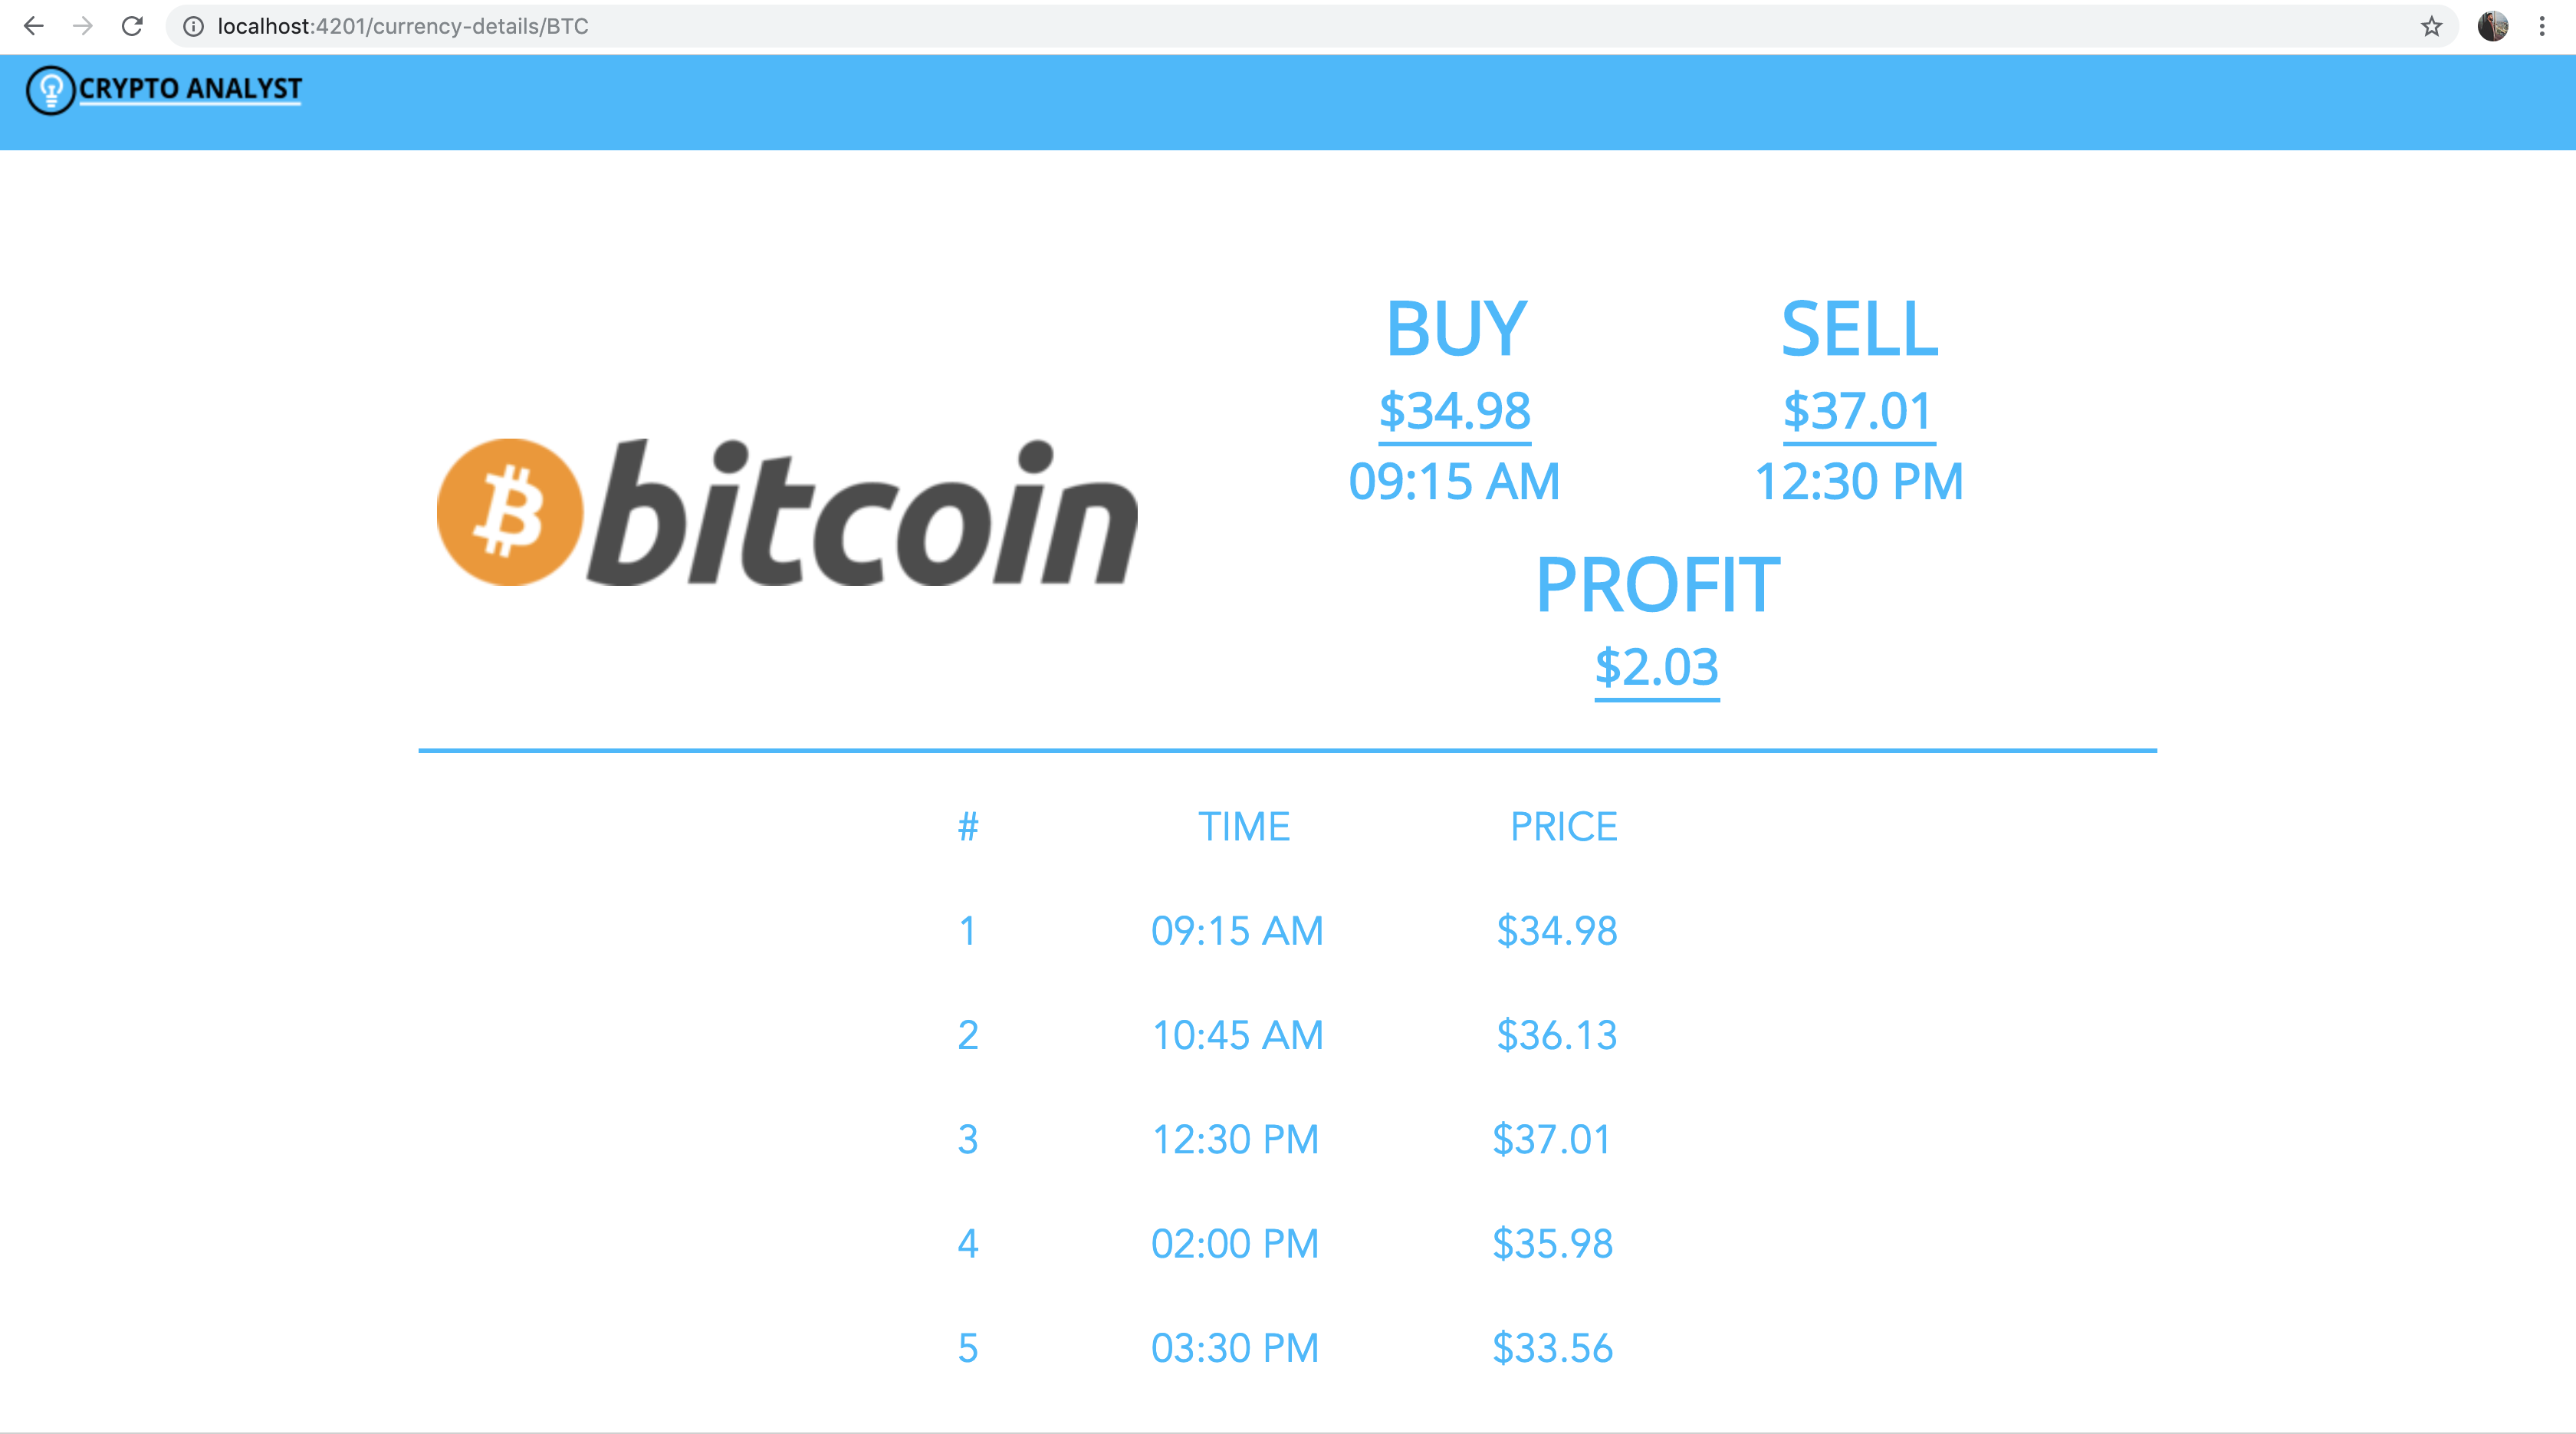 localhost:4201/currency-details/BTC
CRYPTO ANALYST
bitcoin
BUY SELL
$34.98 $37.01
09:15 AM 12:30 PM
PROFIT
$2.03
# TIME PRICE
1 09:15 AM $34.98
2 10:45 AM $36.13
3 12:30 PM $37.01
4 02:00 PM $35.98
5 03:30 PM $33.56